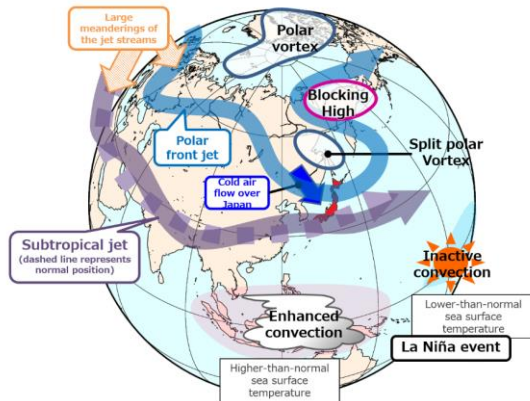 Large
meanderings of
the jet streams
Polar
vortex
Blocking
High
Polar
front jet
Split polar
Vortex
Cold air
flow over
Japan
Subtropical jet
(dashed line represents
normal position)
Inactive
convection
Enhanced
convection
Lower-than-normal
sea surface
temperature
La Niña event
Higher-than-normal
sea surface
temperature